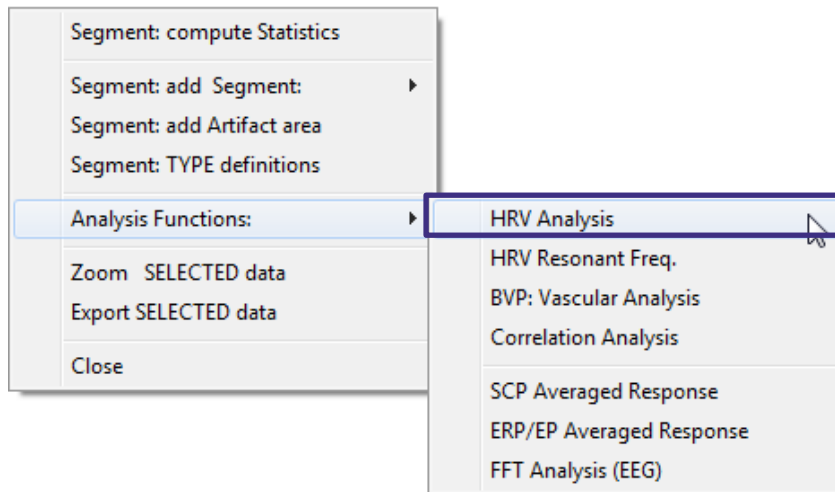 Segment: compute Statistics
Segment: add Segment:
Segment: add Artifact area
Segment: TYPE definitions
Analysis Functions:
Zoom SELECTED data
Export SELECTED data
Close
HRV Analysis
HRV Resonant Freq.
BVP: Vascular Analysis
Correlation Analysis
SCP Averaged Response
ERP/EP Averaged Response
FFT Analysis (EEG)